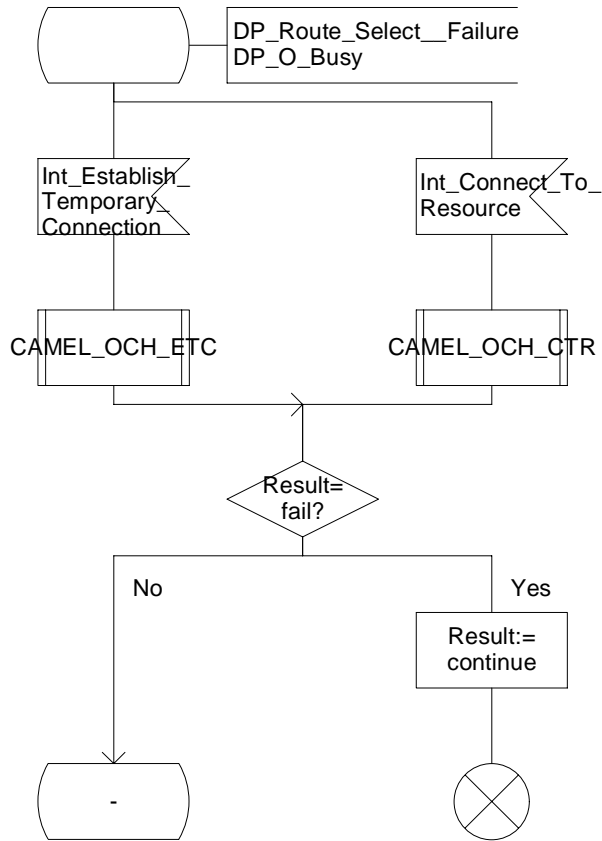 DP_Route_Select__Failure
DP_O_Busy
Int_Establish_
Temporary_
Connection
Int_Connect_To_
Resource
CAMEL_OCH_ETC
CAMEL_OCH_CTR
Result=
fail?
No
Yes
Result:=
continue
-